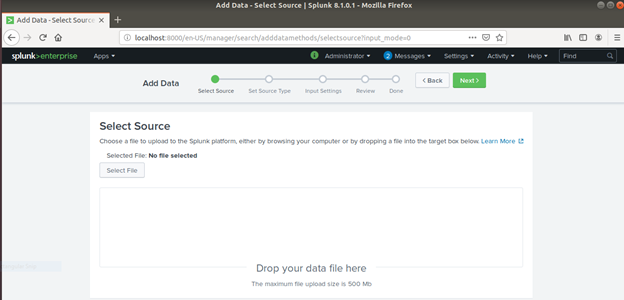 Add Data - Select Source | Splunk 8.1.0.1 - Mozilla Firefox
Add Data - Select Source
localhost:8000/en-US/manager/search/adddatamethods/selectsource?input_mode=0
splunk>enterprise Apps Administrator 2 Messages Settings Activity Help Find
Add Data
Select Source Set Source Type Input Settings Review Done
< Back Next >
Select Source
Choose a file to upload to the Splunk platform, either by browsing your computer or by dropping a file into the target box below. Learn More
Selected File: No file selected
Select File
Drop your data file here
The maximum file upload size is 500 Mb